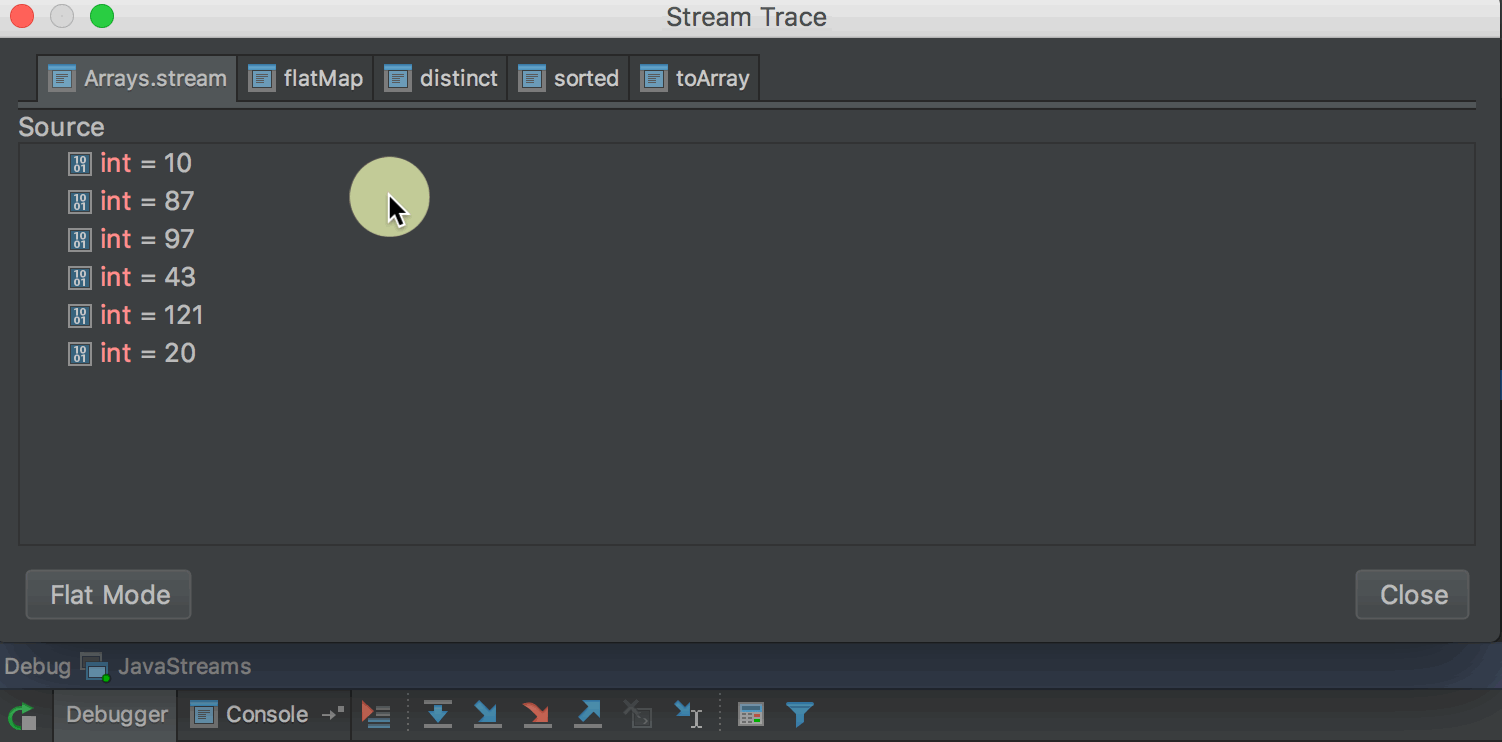 Stream Trace
Arrays.stream flatMap distinct sorted toArray
Source
int = 10
int = 87
int = 97
int = 43
int = 121
int = 20
Flat Mode Close
Debug JavaStreams
Debugger Console